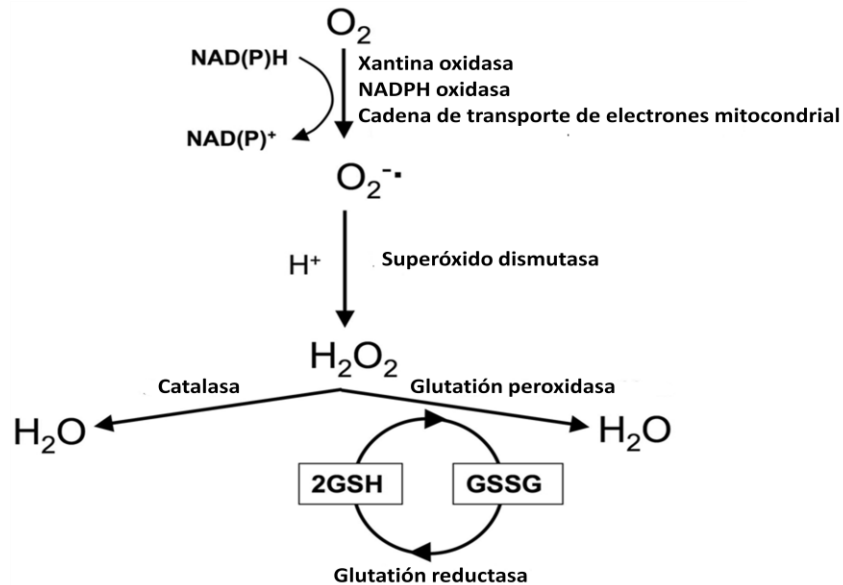 O₂
NAD(P)H
Xantina oxidasa
NADPH oxidasa
Cadena de transporte de electrones mitocondrial
NAD(P)⁺
O₂⁻·
H⁺
Superóxido dismutasa
H₂O₂
Catalasa
Glutatión peroxidasa
H₂O
H₂O
2GSH
GSSG
Glutatión reductasa